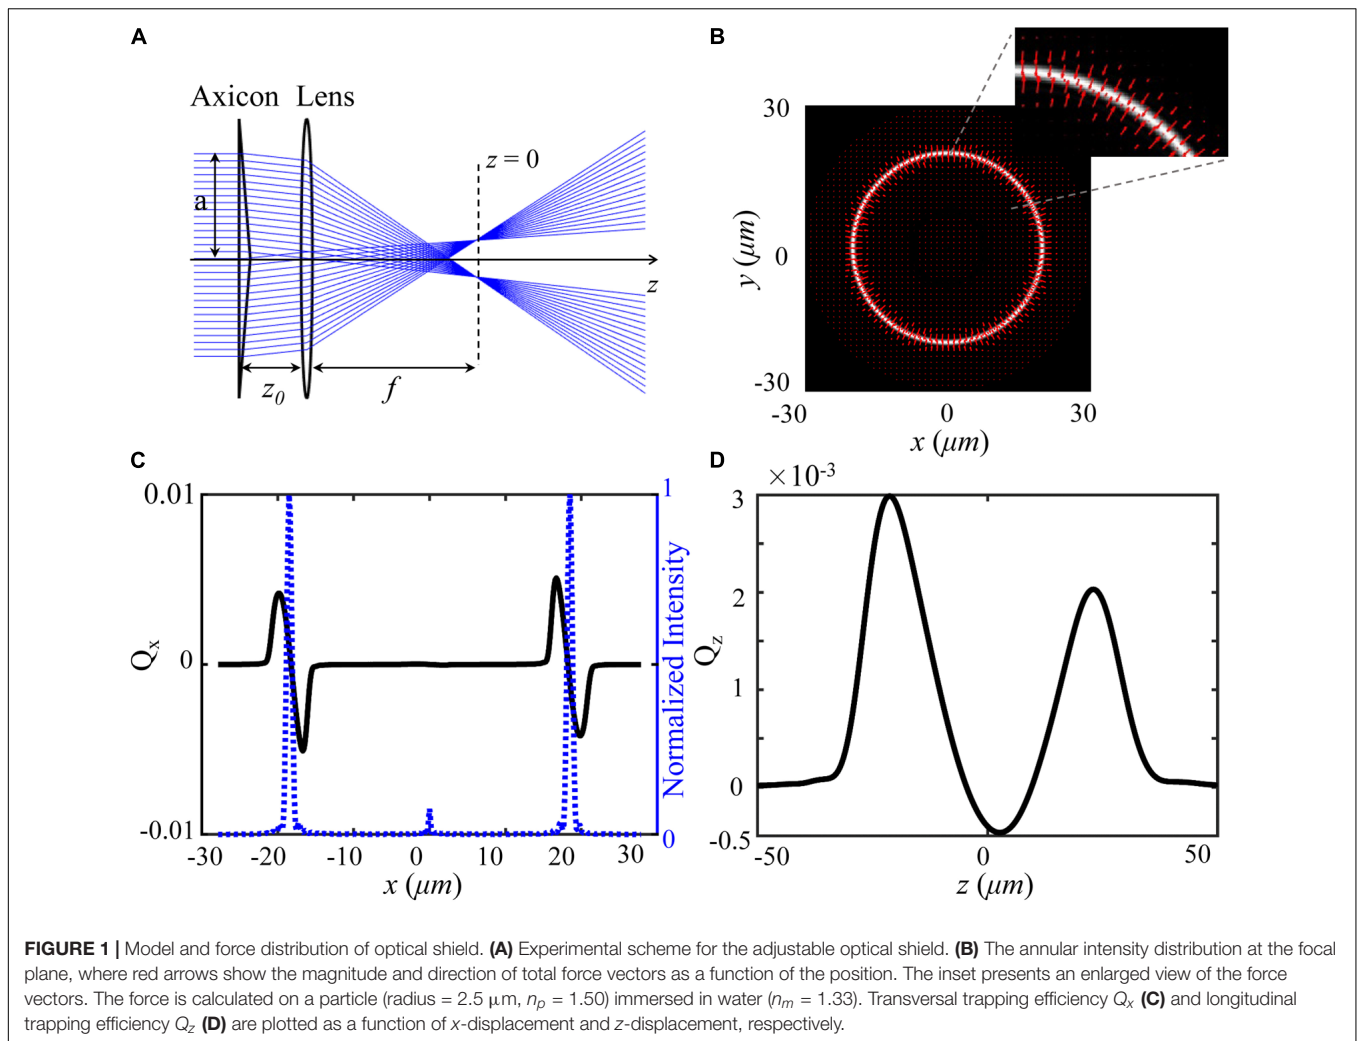 A
Axicon Lens
z = 0
a
z
z0
f
B
30
y (μm)
0
-30
-30 0 30
x (μm)
C
0.01
Qx
0
-0.01
1
Normalized Intensity
0
-30 -20 -10 0 10 20 30
x (μm)
D
×10-3
3
2
Qz
1
0
-0.5
-50 0 50
z (μm)
FIGURE 1 | Model and force distribution of optical shield. (A) Experimental scheme for the adjustable optical shield. (B) The annular intensity distribution at the focal
plane, where red arrows show the magnitude and direction of total force vectors as a function of the position. The inset presents an enlarged view of the force
vectors. The force is calculated on a particle (radius = 2.5 μm, np = 1.50) immersed in water (nm = 1.33). Transversal trapping efficiency Qx (C) and longitudinal
trapping efficiency Qz (D) are plotted as a function of x-displacement and z-displacement, respectively.